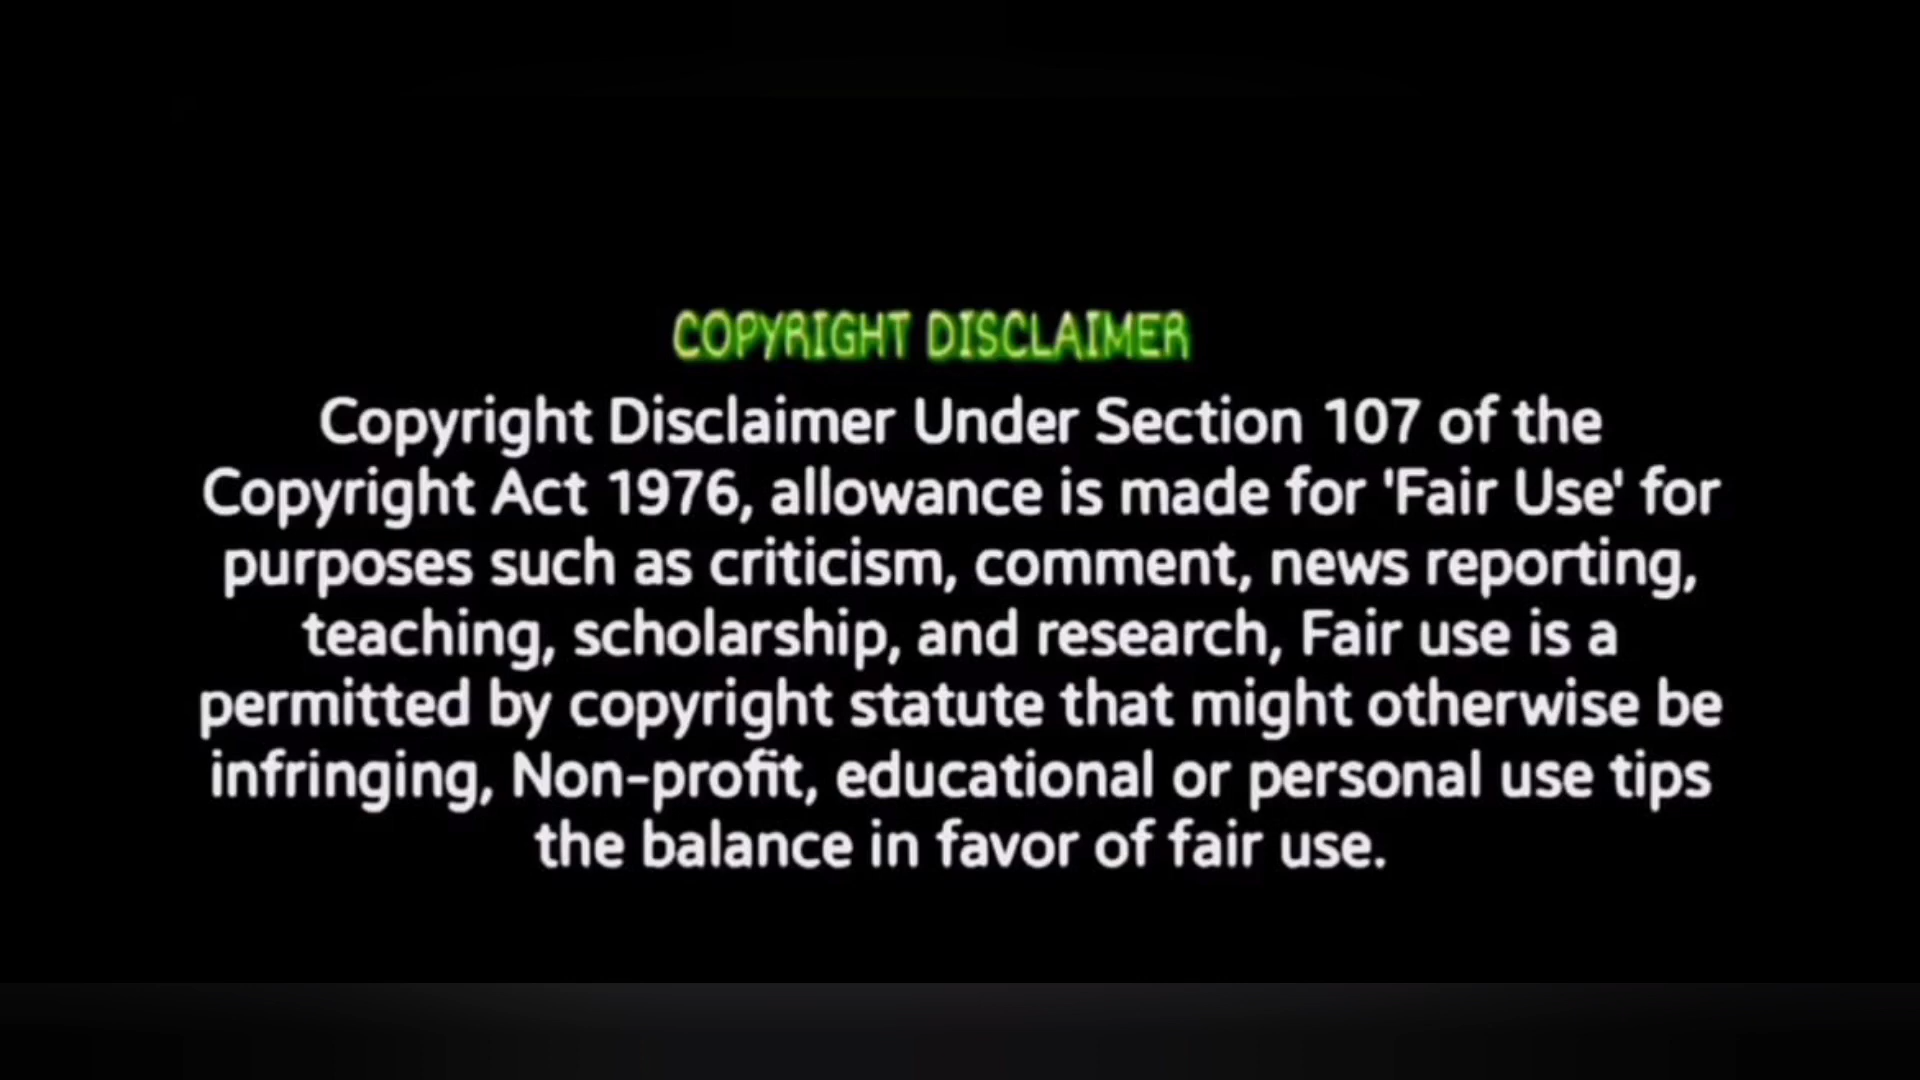 COPYRIGHT DISCLAIMER
Copyright Disclaimer Under Section 107 of the
Copyright Act 1976, allowance is made for 'Fair Use' for
purposes such as criticism, comment, news reporting,
teaching, scholarship, and research, Fair use is a
permitted by copyright statute that might otherwise be
infringing, Non-profit, educational or personal use tips
the balance in favor of fair use.